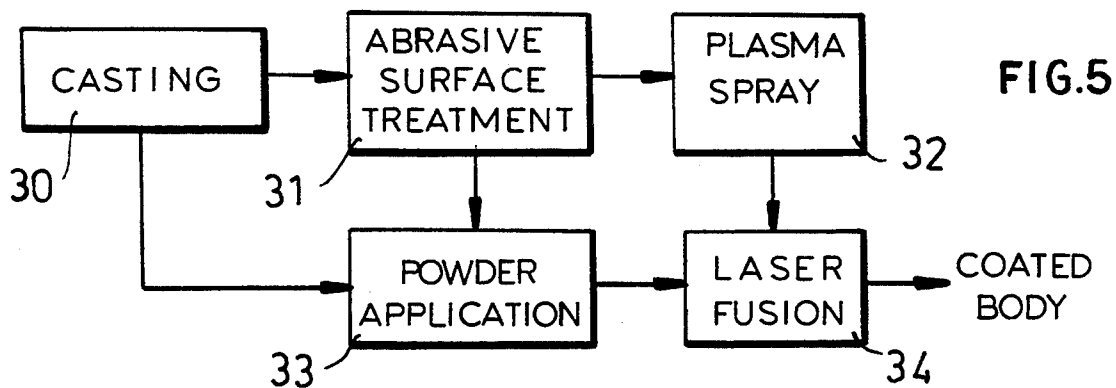 CASTING
30
ABRASIVE
SURFACE
TREATMENT
31
PLASMA
SPRAY
32
FIG.5
POWDER
APPLICATION
33
LASER
FUSION
34
COATED
BODY